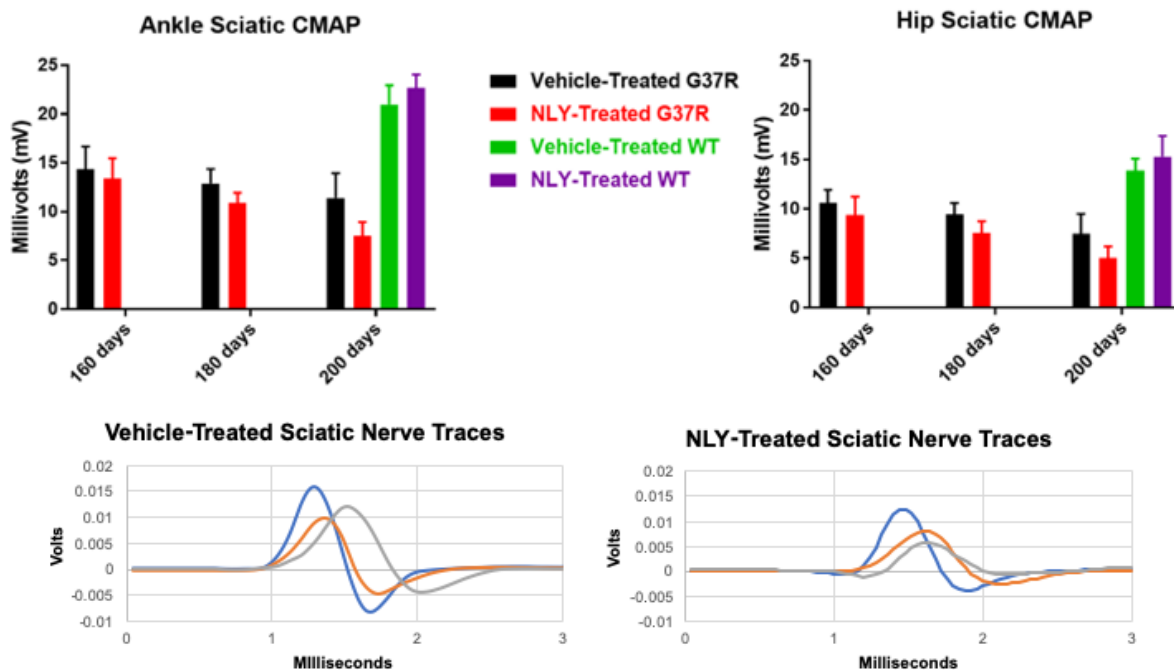 Ankle Sciatic CMAP
Millivolts (mV)
25
20
15
10
5
0
160 days
180 days
200 days
Vehicle-Treated G37R
NLY-Treated G37R
Vehicle-Treated WT
NLY-Treated WT
Hip Sciatic CMAP
Millivolts (mV)
25
20
15
10
5
0
160 days
180 days
200 days
Vehicle-Treated Sciatic Nerve Traces
Volts
0.02
0.015
0.01
0.005
0
-0.005
-0.01
0 1 2 3
MIlliseconds
NLY-Treated Sciatic Nerve Traces
Volts
0.02
0.015
0.01
0.005
0
-0.005
-0.01
0 1 2 3
Milliseconds